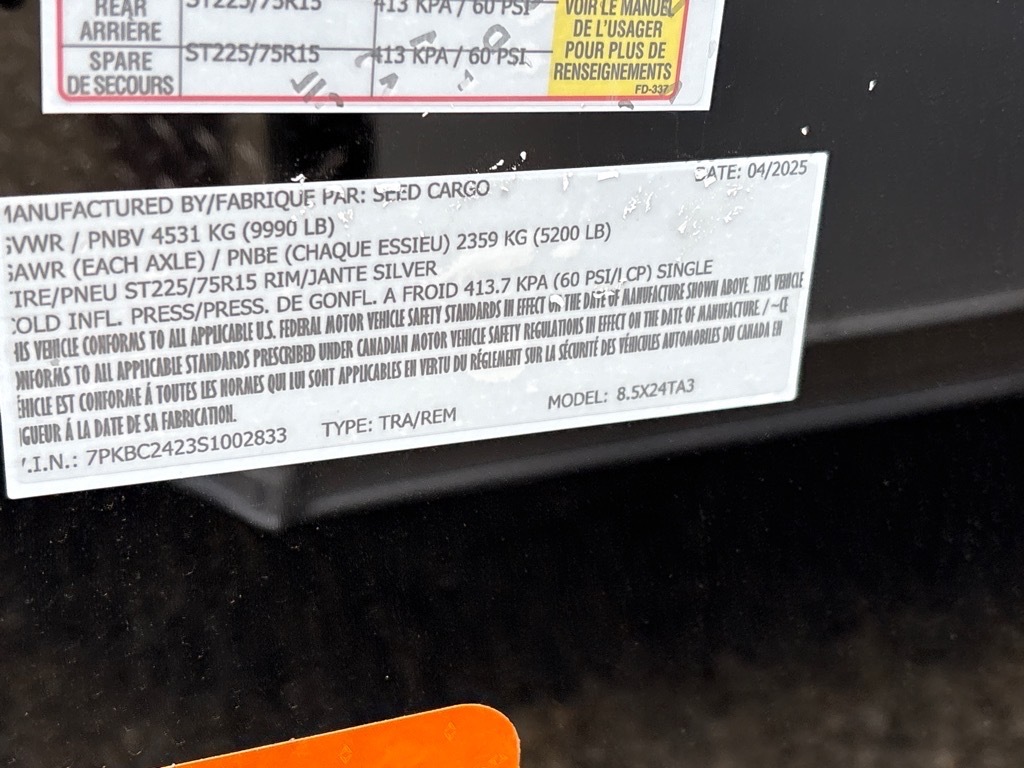 REAR ST225/75R15 413 KPA / 60 PSI VOIR LE MANUEL
ARRIÈRE DE L'USAGER
SPARE ST225/75R15 413 KPA / 60 PSI POUR PLUS DE
DE SECOURS RENSEIGNEMENTS
FD-337
MANUFACTURED BY/FABRIQUE PAR: SEED CARGO DATE: 04/2025
GVWR / PNBV 4531 KG (9990 LB)
GAWR (EACH AXLE) / PNBE (CHAQUE ESSIEU) 2359 KG (5200 LB)
TIRE/PNEU ST225/75R15 RIM/JANTE SILVER
COLD INFL. PRESS/PRESS. DE GONFL. A FROID 413.7 KPA (60 PSI/LCP) SINGLE
THIS VEHICLE CONFORMS TO ALL APPLICABLE U.S. FEDERAL MOTOR VEHICLE SAFETY STANDARDS IN EFFECT ON THE DATE OF MANUFACTURE SHOWN ABOVE. THIS VEHICLE
CONFORMS TO ALL APPLICABLE STANDARDS PRESCRIBED UNDER CANADIAN MOTOR VEHICLE SAFETY REGULATIONS IN EFFECT ON THE DATE OF MANUFACTURE / CE
VEHICLE EST CONFORME À TOUTES LES NORMES QUI LUI SONT APPLICABLES EN VERTU DU RÉGLEMENT SUR LA SÉCURITÉ DES VÉHICULES AUTOMOBILES DU CANADA EN
VIGUEUR Á LA DATE DE SA FABRICATION.
V.I.N.: 7PKBC2423S1002833 TYPE: TRA/REM MODEL: 8.5X24TA3